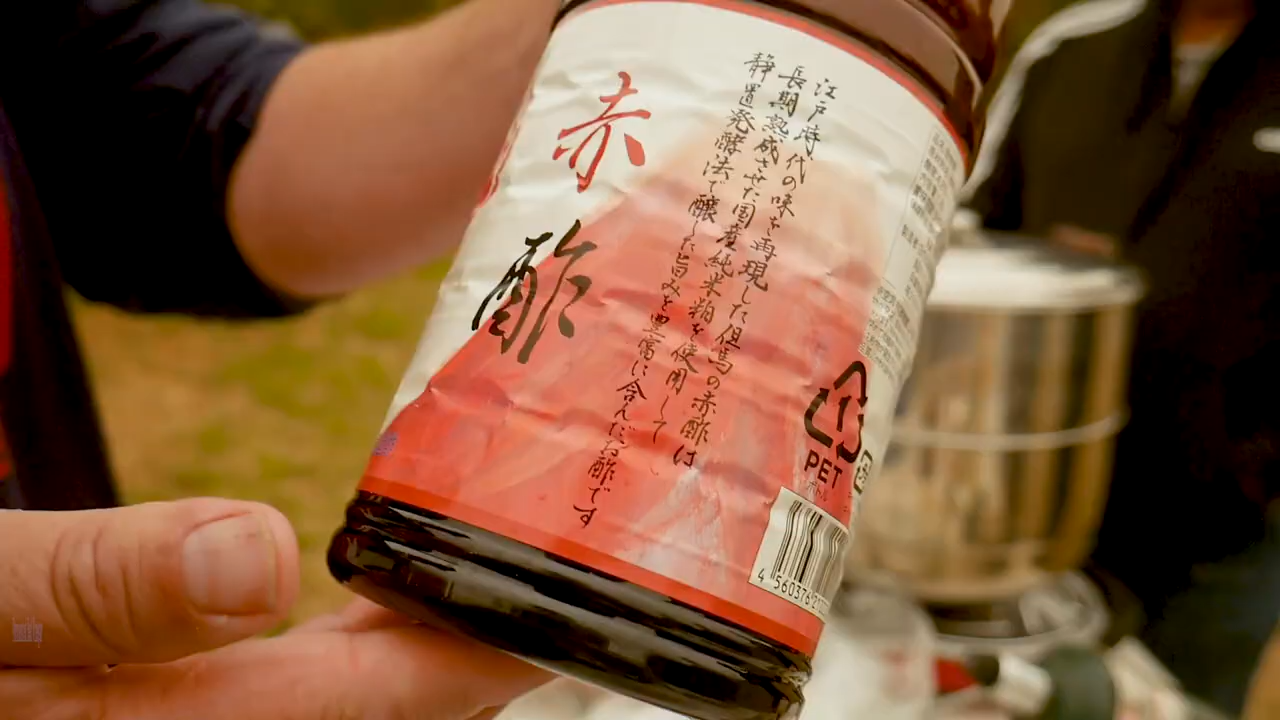 赤酢
江戸時代の味を再現した但馬の赤酢は
長期熟成させた国産純米粕を使用して
静置発酵法で醸した旨みを豊富に含んだお酢です
PET
4 560376